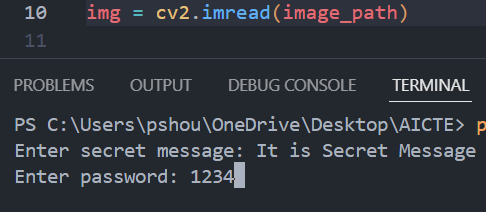 10 img = cv2.imread(image_path)
11
PROBLEMS OUTPUT DEBUG CONSOLE TERMINAL
PS C:\Users\pshou\OneDrive\Desktop\AICTE> p
Enter secret message: It is Secret Message
Enter password: 1234